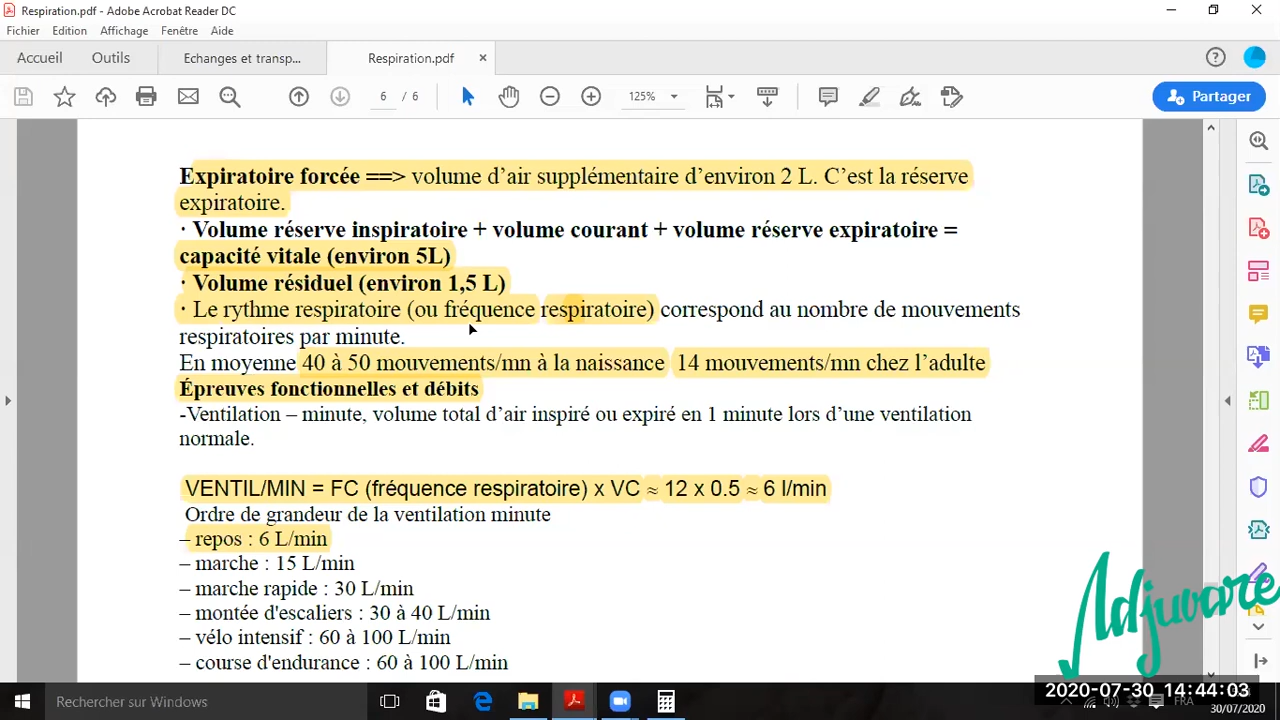 Respiration.pdf - Adobe Acrobat Reader DC
Fichier Edition Affichage Fenêtre Aide
Accueil Outils Echanges et transp... Respiration.pdf ×
6 / 6 125% Partager
Expiratoire forcée ==> volume d’air supplémentaire d’environ 2 L. C’est la réserve
expiratoire.
· Volume réserve inspiratoire + volume courant + volume réserve expiratoire =
capacité vitale (environ 5L)
· Volume résiduel (environ 1,5 L)
· Le rythme respiratoire (ou fréquence respiratoire) correspond au nombre de mouvements
respiratoires par minute.
En moyenne 40 à 50 mouvements/mn à la naissance 14 mouvements/mn chez l’adulte
Épreuves fonctionnelles et débits
-Ventilation – minute, volume total d’air inspiré ou expiré en 1 minute lors d’une ventilation
normale.
VENTIL/MIN = FC (fréquence respiratoire) x VC ≈ 12 x 0.5 ≈ 6 l/min
Ordre de grandeur de la ventilation minute
– repos : 6 L/min
– marche : 15 L/min
– marche rapide : 30 L/min
– montée d'escaliers : 30 à 40 L/min
– vélo intensif : 60 à 100 L/min
– course d'endurance : 60 à 100 L/min
Adjuvare
2020-07-30 14:44:03
Rechercher sur Windows FRA
30/07/2020